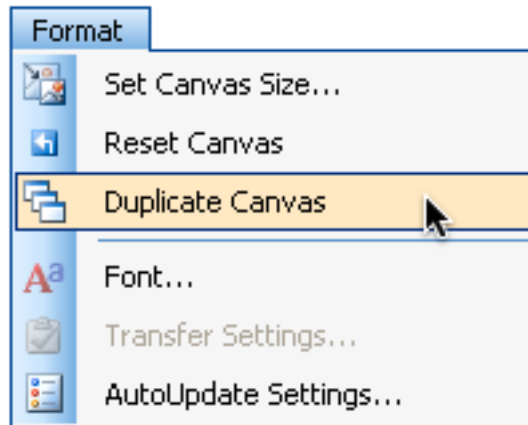 Format
Set Canvas Size...
Reset Canvas
Duplicate Canvas
Font...
Transfer Settings...
AutoUpdate Settings...